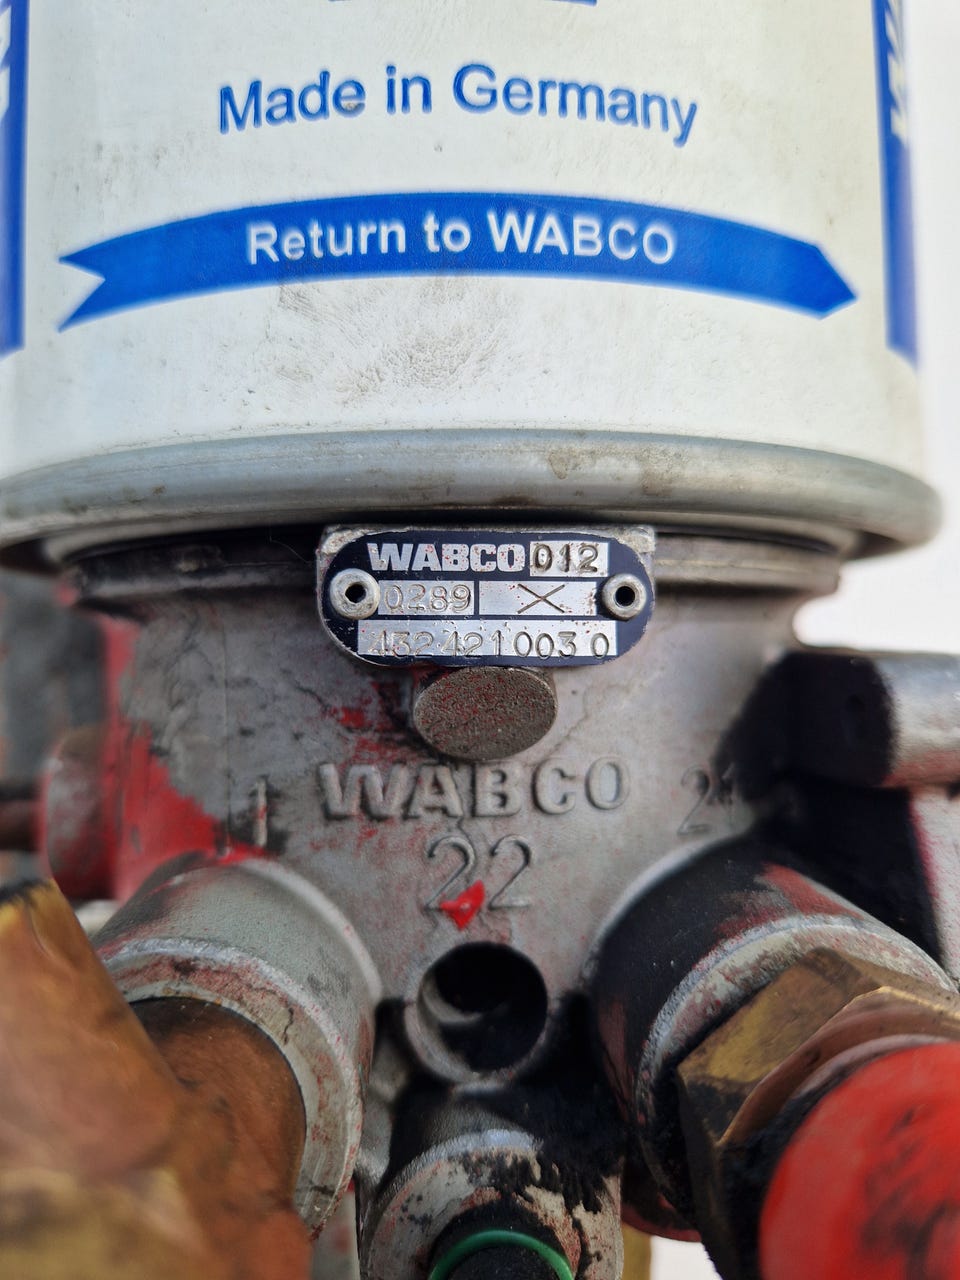 Made in Germany
Return to WABCO
WABCO 012
0289 X
432 421 003 0
1 WABCO 21
22